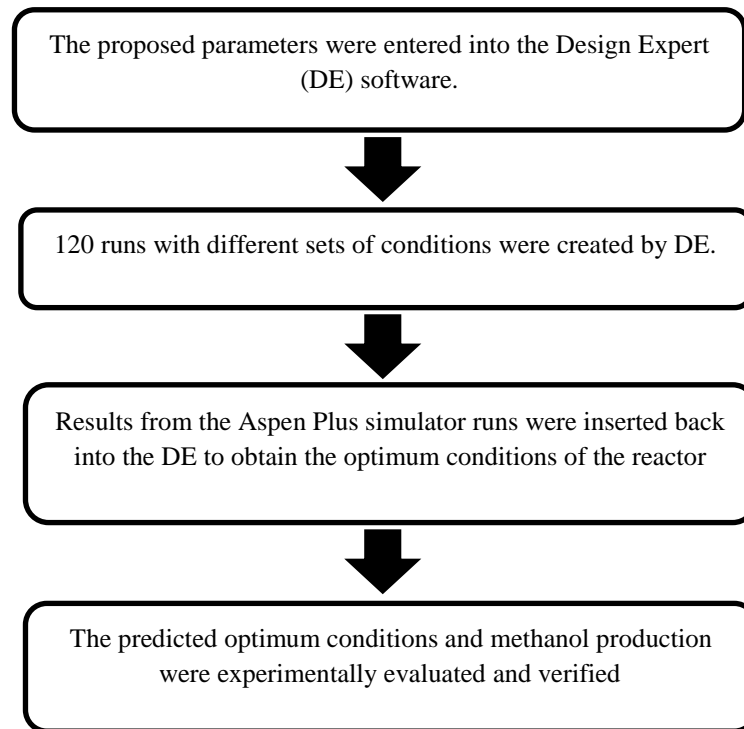 The proposed parameters were entered into the Design Expert
(DE) software.
120 runs with different sets of conditions were created by DE.
Results from the Aspen Plus simulator runs were inserted back
into the DE to obtain the optimum conditions of the reactor
The predicted optimum conditions and methanol production
were experimentally evaluated and verified